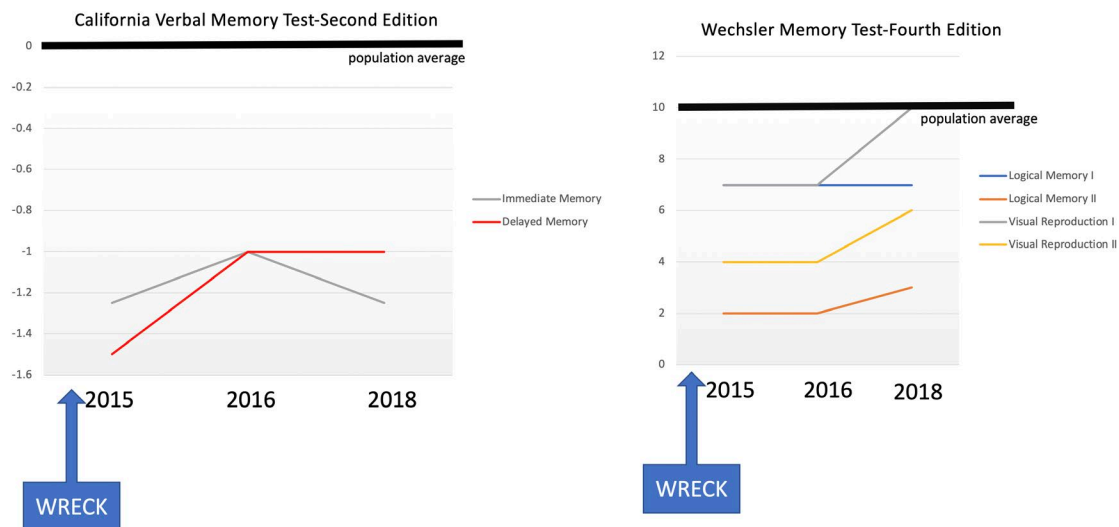 California Verbal Memory Test-Second Edition
0
population average
-0.2
-0.4
-0.6
-0.8
-1
-1.2
-1.4
-1.6
Immediate Memory
Delayed Memory
2015 2016 2018
WRECK
Wechsler Memory Test-Fourth Edition
12
10
population average
8
6
4
2
0
Logical Memory I
Logical Memory II
Visual Reproduction I
Visual Reproduction II
2015 2016 2018
WRECK